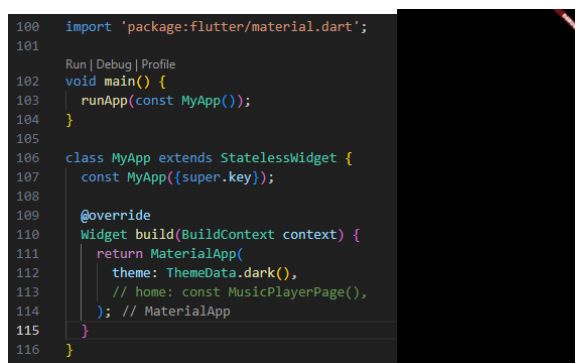 100 import 'package:flutter/material.dart';
101
Run | Debug | Profile
102 void main() {
103 runApp(const MyApp());
104 }
105
106 class MyApp extends StatelessWidget {
107 const MyApp({super.key});
108
109 @override
110 Widget build(BuildContext context) {
111 return MaterialApp(
112 theme: ThemeData.dark(),
113 // home: const MusicPlayerPage(),
114 ); // MaterialApp
115 }
116 }